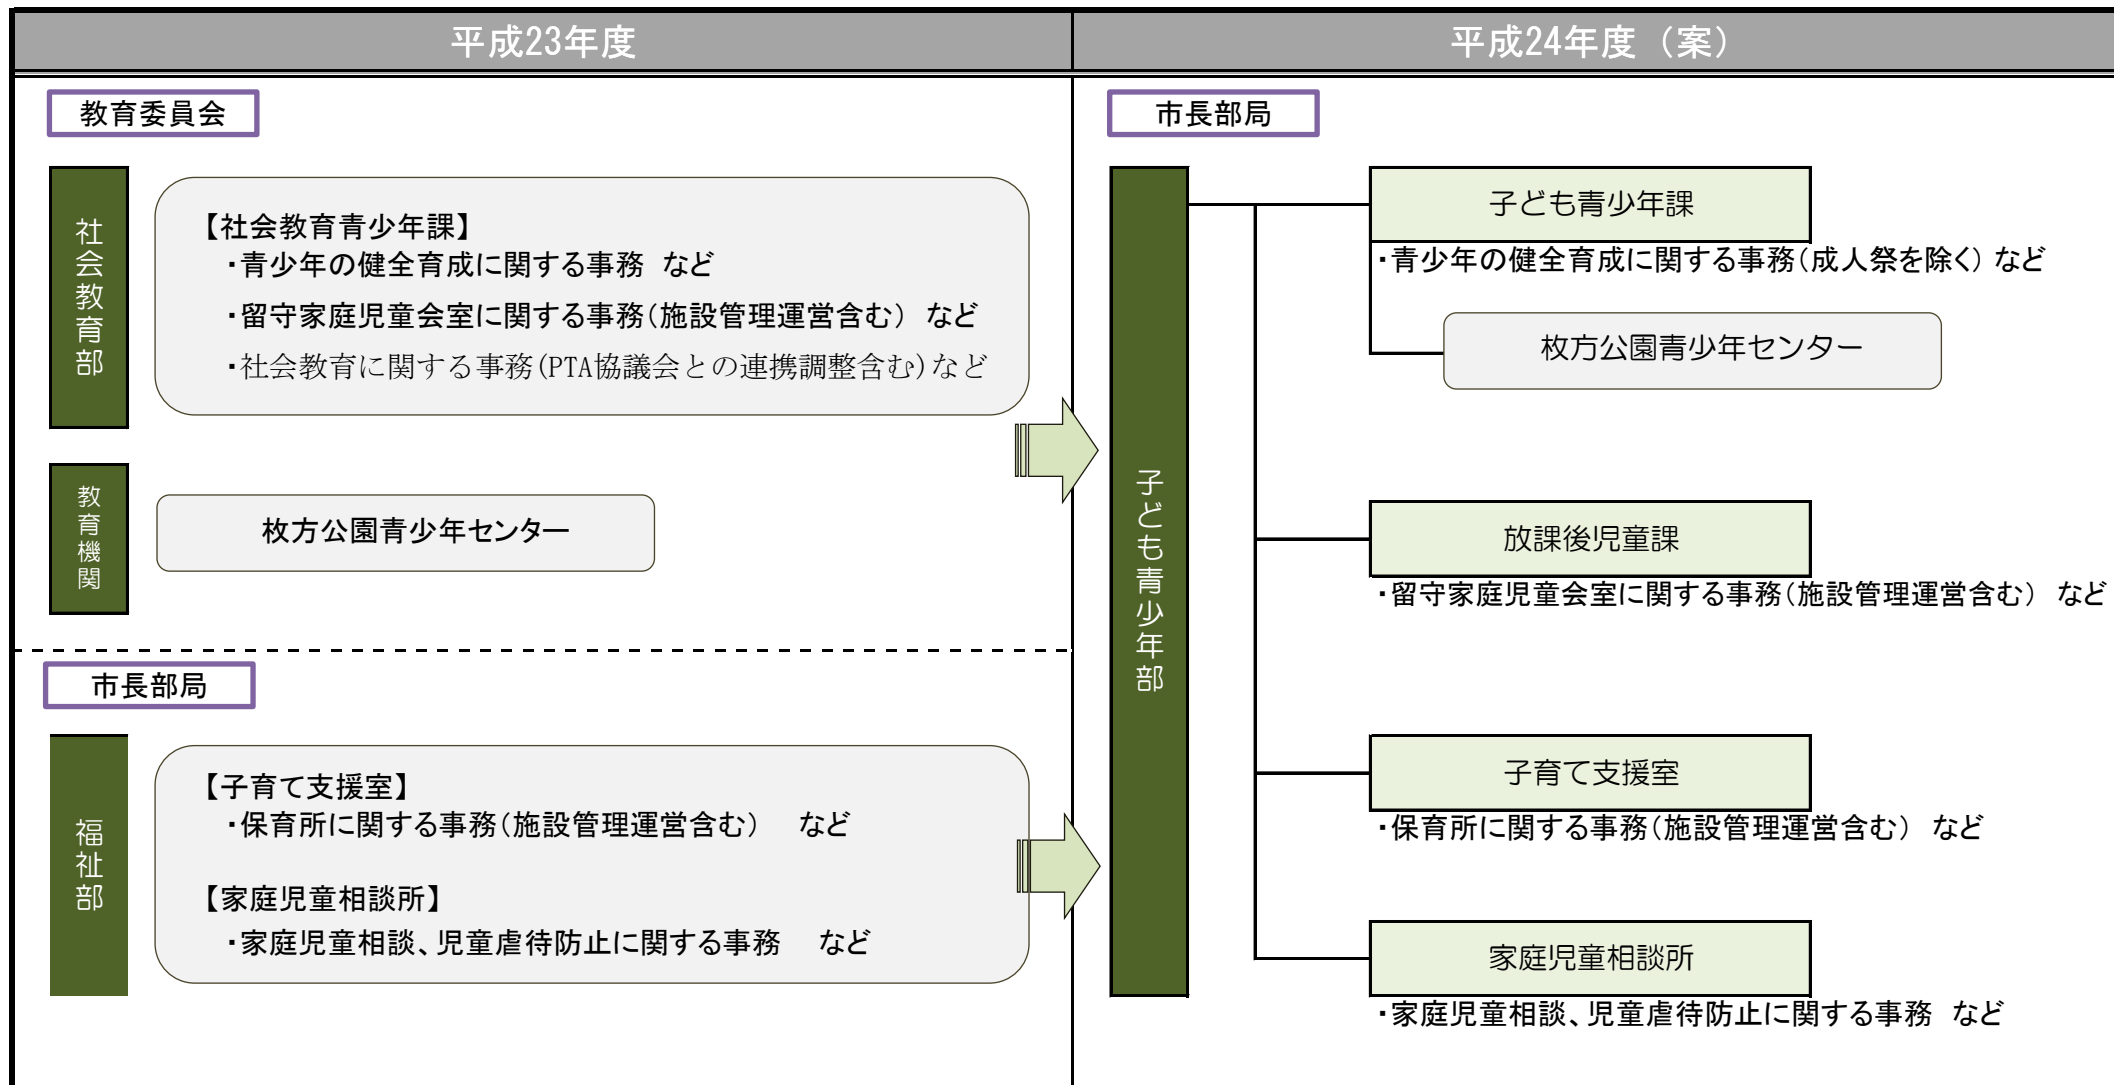 平成23年度
平成24年度（案）
教育委員会
社会教育部
【社会教育青少年課】
・青少年の健全育成に関する事務 など
・留守家庭児童会室に関する事務（施設管理運営含む） など
・社会教育に関する事務(PTA協議会との連携調整含む)など
教育機関
枚方公園青少年センター
市長部局
福祉部
【子育て支援室】
・保育所に関する事務（施設管理運営含む） など
【家庭児童相談所】
・家庭児童相談、児童虐待防止に関する事務 など
市長部局
子ども青少年部
子ども青少年課
・青少年の健全育成に関する事務（成人祭を除く） など
枚方公園青少年センター
放課後児童課
・留守家庭児童会室に関する事務（施設管理運営含む） など
子育て支援室
・保育所に関する事務（施設管理運営含む） など
家庭児童相談所
・家庭児童相談、児童虐待防止に関する事務 など